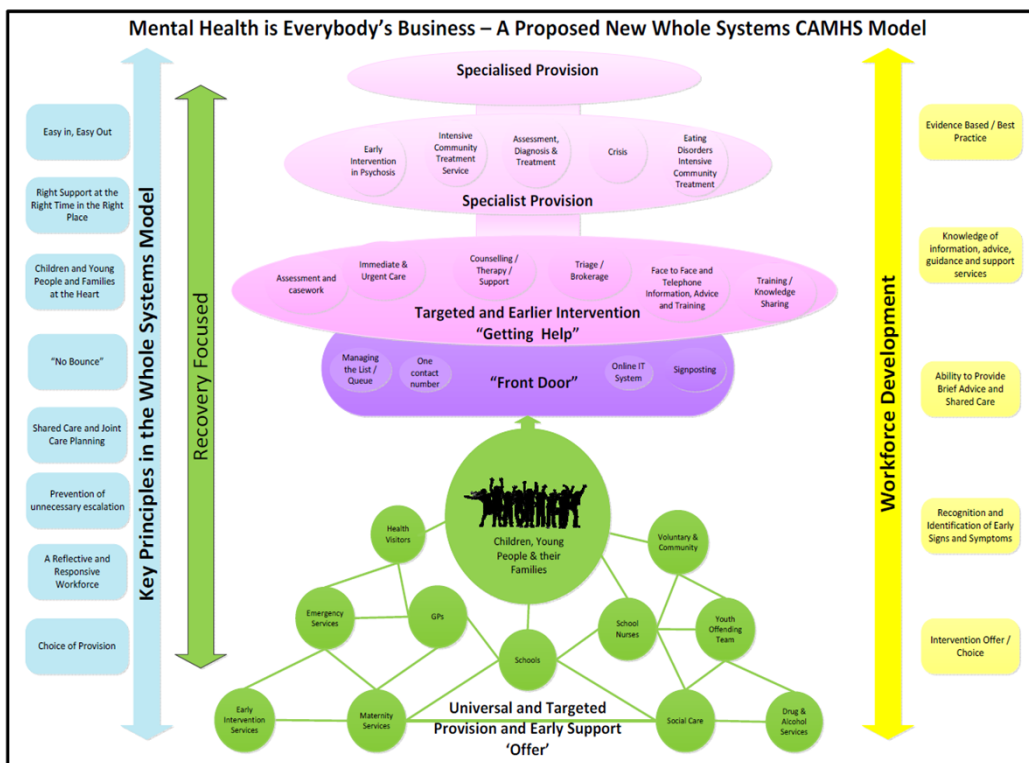 Mental Health is Everybody's Business – A Proposed New Whole Systems CAMHS Model
Key Principles in the Whole Systems Model
Easy in, Easy Out
Right Support at the
Right Time in the Right
Place
Children and Young
People and Families
at the Heart
"No Bounce"
Shared Care and Joint
Care Planning
Prevention of
unnecessary escalation
A Reflective and
Responsive
Workforce
Choice of Provision
Recovery Focused
Specialised Provision
Early
Intervention
in Psychosis
Intensive
Community
Treatment
Service
Assessment,
Diagnosis &
Treatment
Crisis
Eating
Disorders
Intensive
Community
Treatment
Specialist Provision
Assessment and
casework
Immediate &
Urgent Care
Counselling /
Therapy /
Support
Triage /
Brokerage
Face to Face and
Telephone
Information, Advice
and Training
Training /
Knowledge
Sharing
Targeted and Earlier Intervention
"Getting Help"
Managing
the List /
Queue
One
contact
number
"Front Door"
Online IT
System
Signposting
Children, Young
People & their
Families
Health
Visitors
Voluntary &
Community
Emergency
Services
GPs
School
Nurses
Youth
Offending
Team
Schools
Early
Intervention
Services
Maternity
Services
Social Care
Drug &
Alcohol
Services
Universal and Targeted
Provision and Early Support
'Offer'
Workforce Development
Evidence Based / Best
Practice
Knowledge of
information, advice,
guidance and support
services
Ability to Provide
Brief Advice and
Shared Care
Recognition and
Identification of Early
Signs and Symptoms
Intervention Offer /
Choice